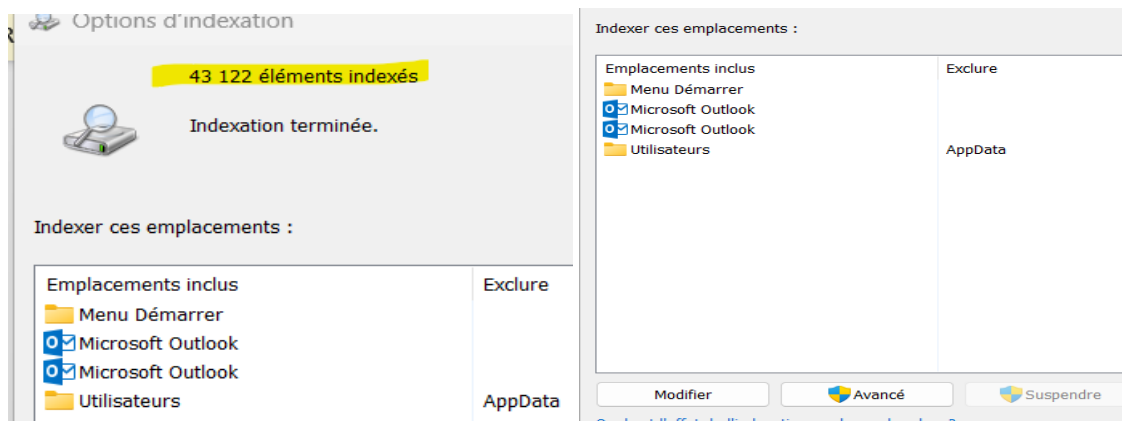 Options d'indexation
43 122 éléments indexés
Indexation terminée.
Indexer ces emplacements :
Emplacements inclus Exclure
Menu Démarrer
Microsoft Outlook
Microsoft Outlook
Utilisateurs AppData
Indexer ces emplacements :
Emplacements inclus Exclure
Menu Démarrer
Microsoft Outlook
Microsoft Outlook
Utilisateurs AppData
Modifier Avancé Suspendre